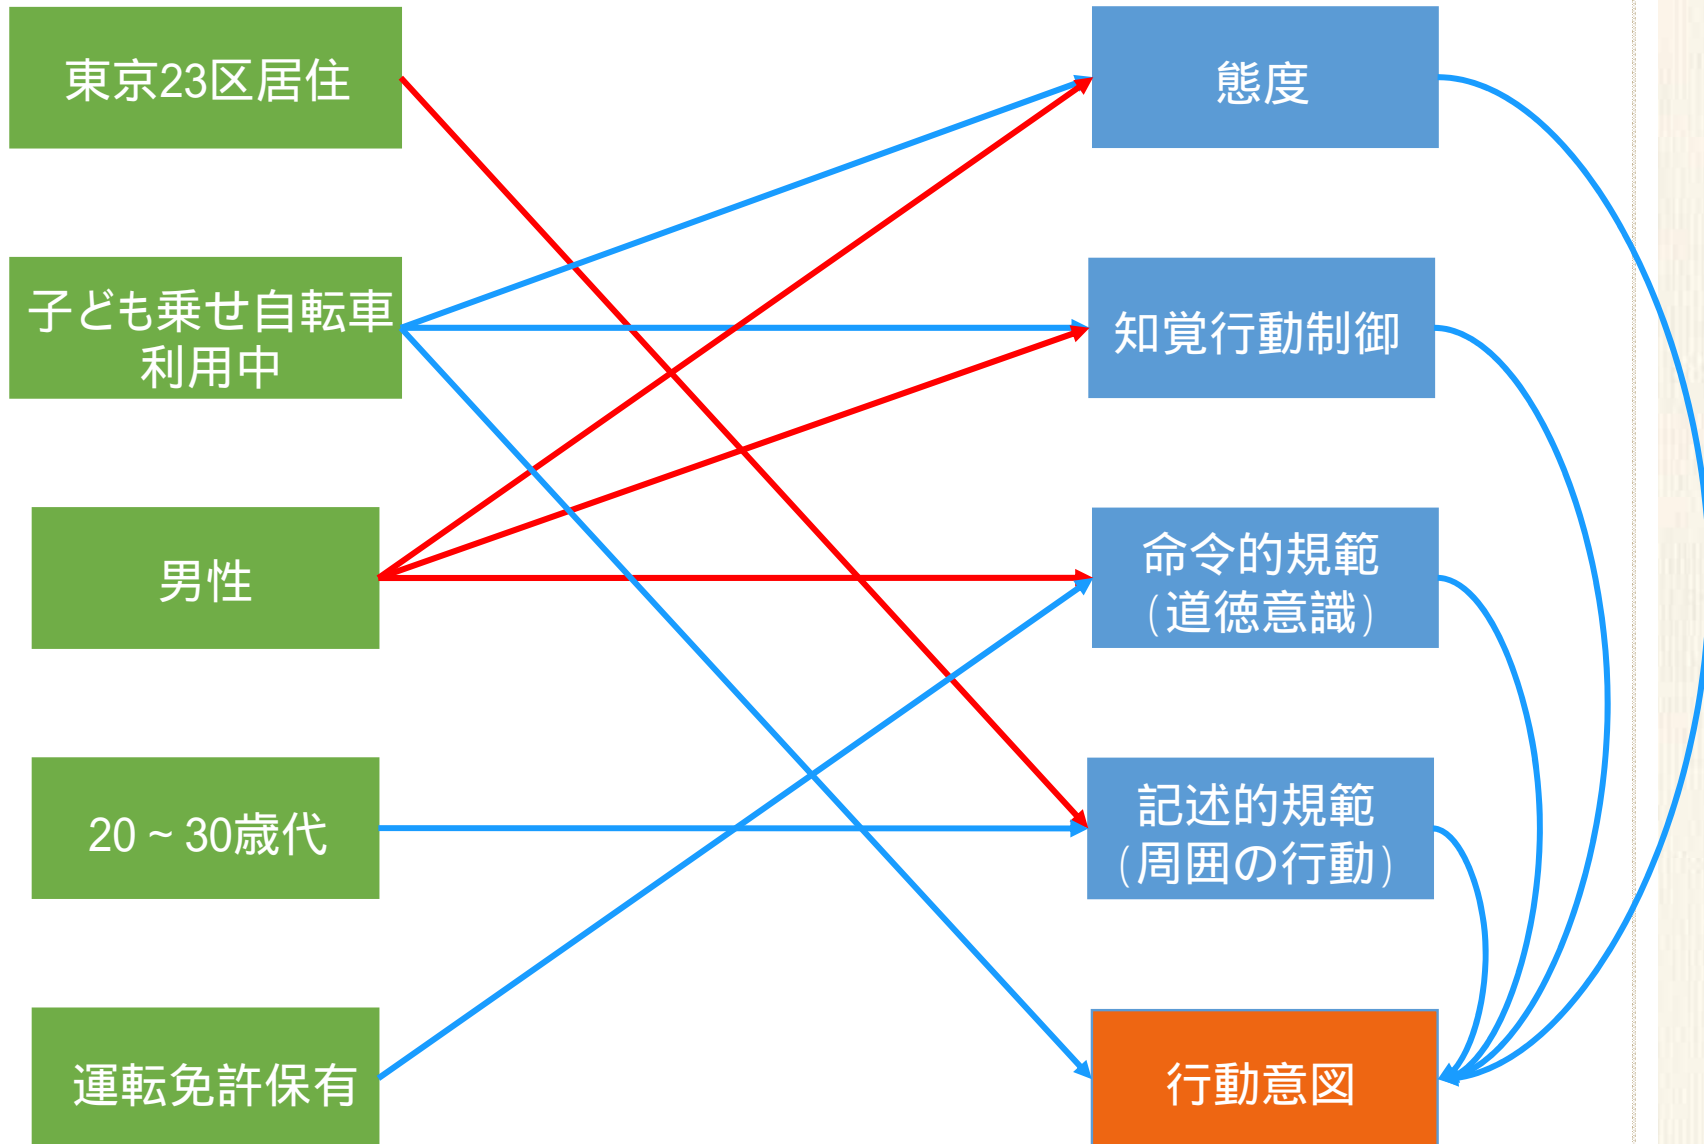 東京23区居住
態度
子ども乗せ自転車
利用中
知覚行動制御
男性
命令的規範
(道徳意識)
20~30歳代
記述的規範
(周囲の行動)
運転免許保有
行動意図